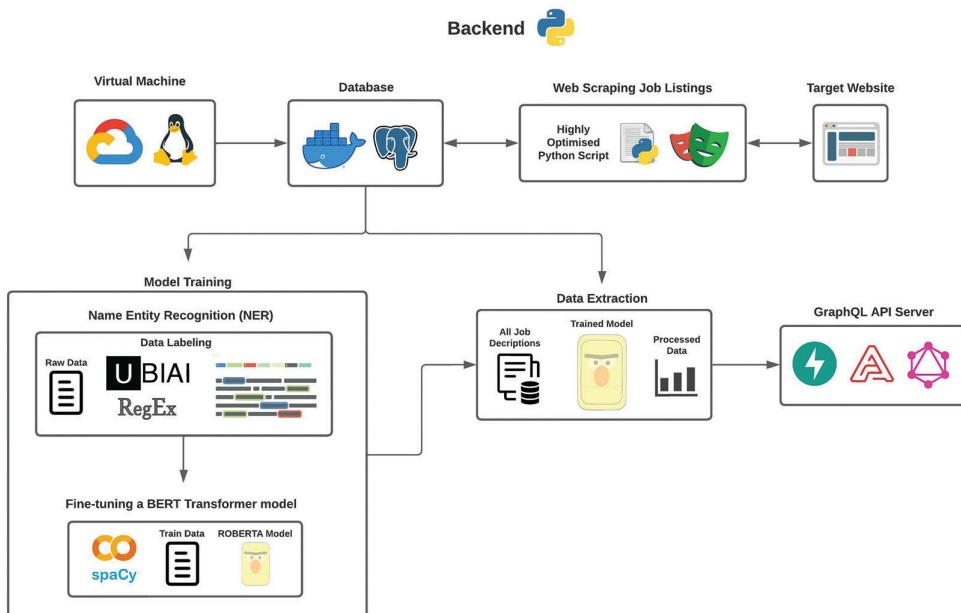 Backend
Virtual Machine
Database
Web Scraping Job Listings
Target Website
Highly
Optimised
Python Script
Model Training
Name Entity Recognition (NER)
Data Labeling
Raw Data
UBIAI
RegEx
Fine-tuning a BERT Transformer model
Train Data
ROBERTA Model
spaCy
Data Extraction
All Job
Decriptions
Trained Model
Processed
Data
GraphQL API Server